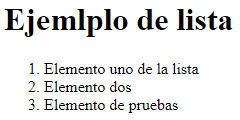 Ejemlplo de lista
1. Elemento uno de la lista
2. Elemento dos
3. Elemento de pruebas